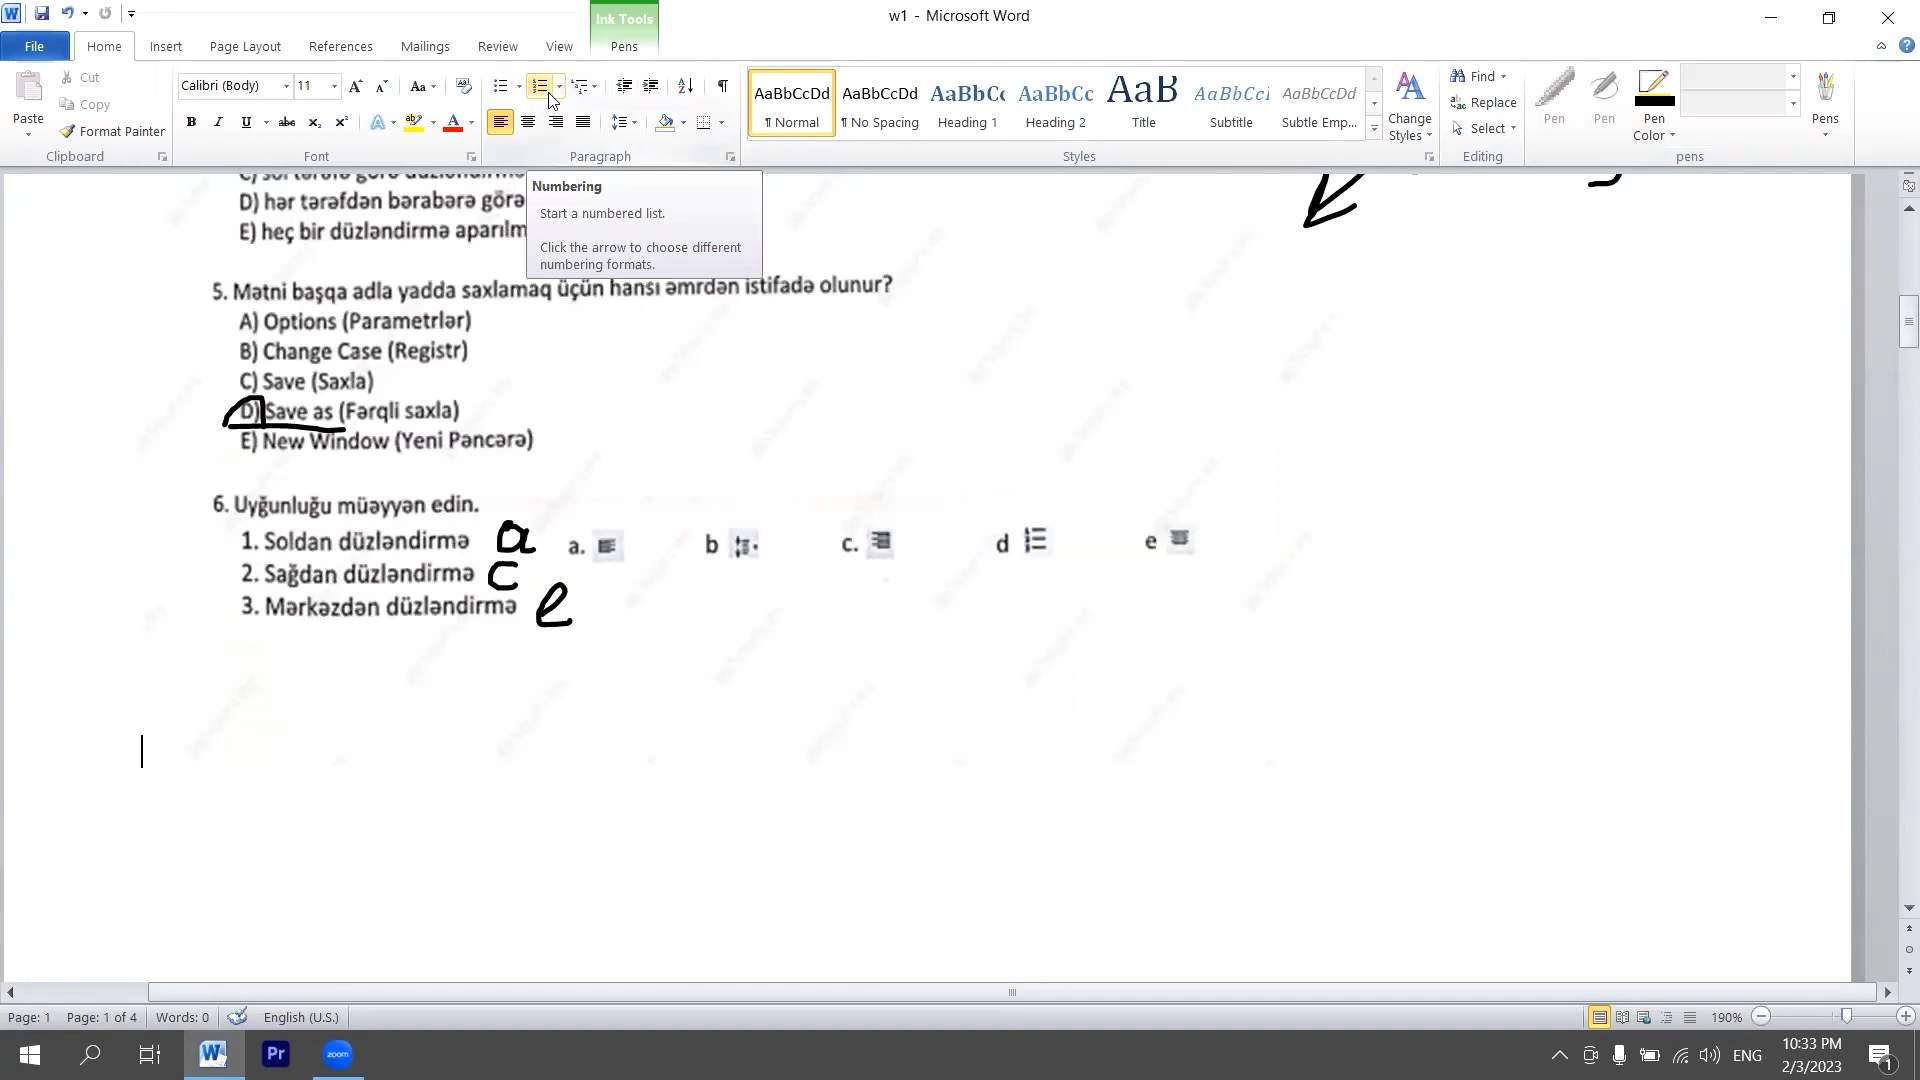 w1 - Microsoft Word
Ink Tools
File Home Insert Page Layout References Mailings Review View Pens
Paste
Cut
Copy
Format Painter
Clipboard
Calibri (Body) 11
Font
Paragraph
AaBbCcDd AaBbCcDd AaBbCc AaBbCc AaB AaBbCcI AaBbCcDd
¶ Normal ¶ No Spacing Heading 1 Heading 2 Title Subtitle Subtle Emp...
Change Styles
Styles
Find
Replace
Select
Editing
Pen Pen Pen Color Pens
pens
Numbering
Start a numbered list.
Click the arrow to choose different
numbering formats.
D) hər tərəfdən bərabərə görə
E) heç bir düzləndirmə aparılm
5. Mətni başqa adla yadda saxlamaq üçün hansı əmrdən istifadə olunur?
A) Options (Parametrlər)
B) Change Case (Registr)
C) Save (Saxla)
D) Save as (Fərqli saxla)
E) New Window (Yeni Pəncərə)
6. Uyğunluğu müəyyən edin.
1. Soldan düzləndirmə a a. b c. d e
2. Sağdan düzləndirmə c
3. Mərkəzdən düzləndirmə e
Page: 1 Page: 1 of 4 Words: 0 English (U.S.) 190%
Pr zoom ENG
10:33 PM
2/3/2023
1